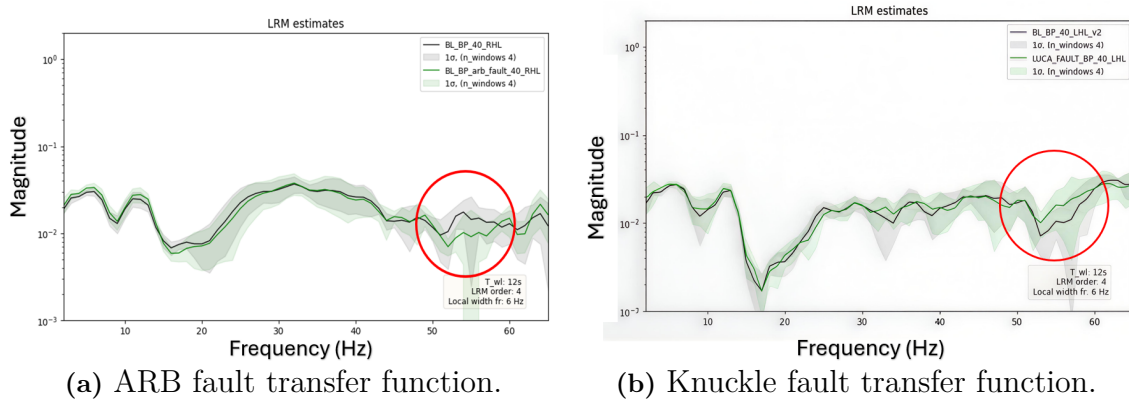 LRM estimates
BL_BP_40_RHL
1σ, (n_windows 4)
BL_BP_arb_fault_40_RHL
1σ, (n_windows 4)
10⁰
10⁻¹
10⁻²
10⁻³
Magnitude
T_wl: 12s
LRM order: 4
Local width fr: 6 Hz
10 20 30 40 50 60
Frequency (Hz)
(a) ARB fault transfer function.
LRM estimates
BL_BP_40_LHL_v2
1σ. (n_windows 4)
LUCA_FAULT_BP_40_LHL
1σ. (n_windows 4)
10⁰
10⁻¹
10⁻²
10⁻³
Magnitude
T_wl: 12s
LRM order: 4
Local width fr: 6 Hz
10 20 30 40 50 60
Frequency (Hz)
(b) Knuckle fault transfer function.